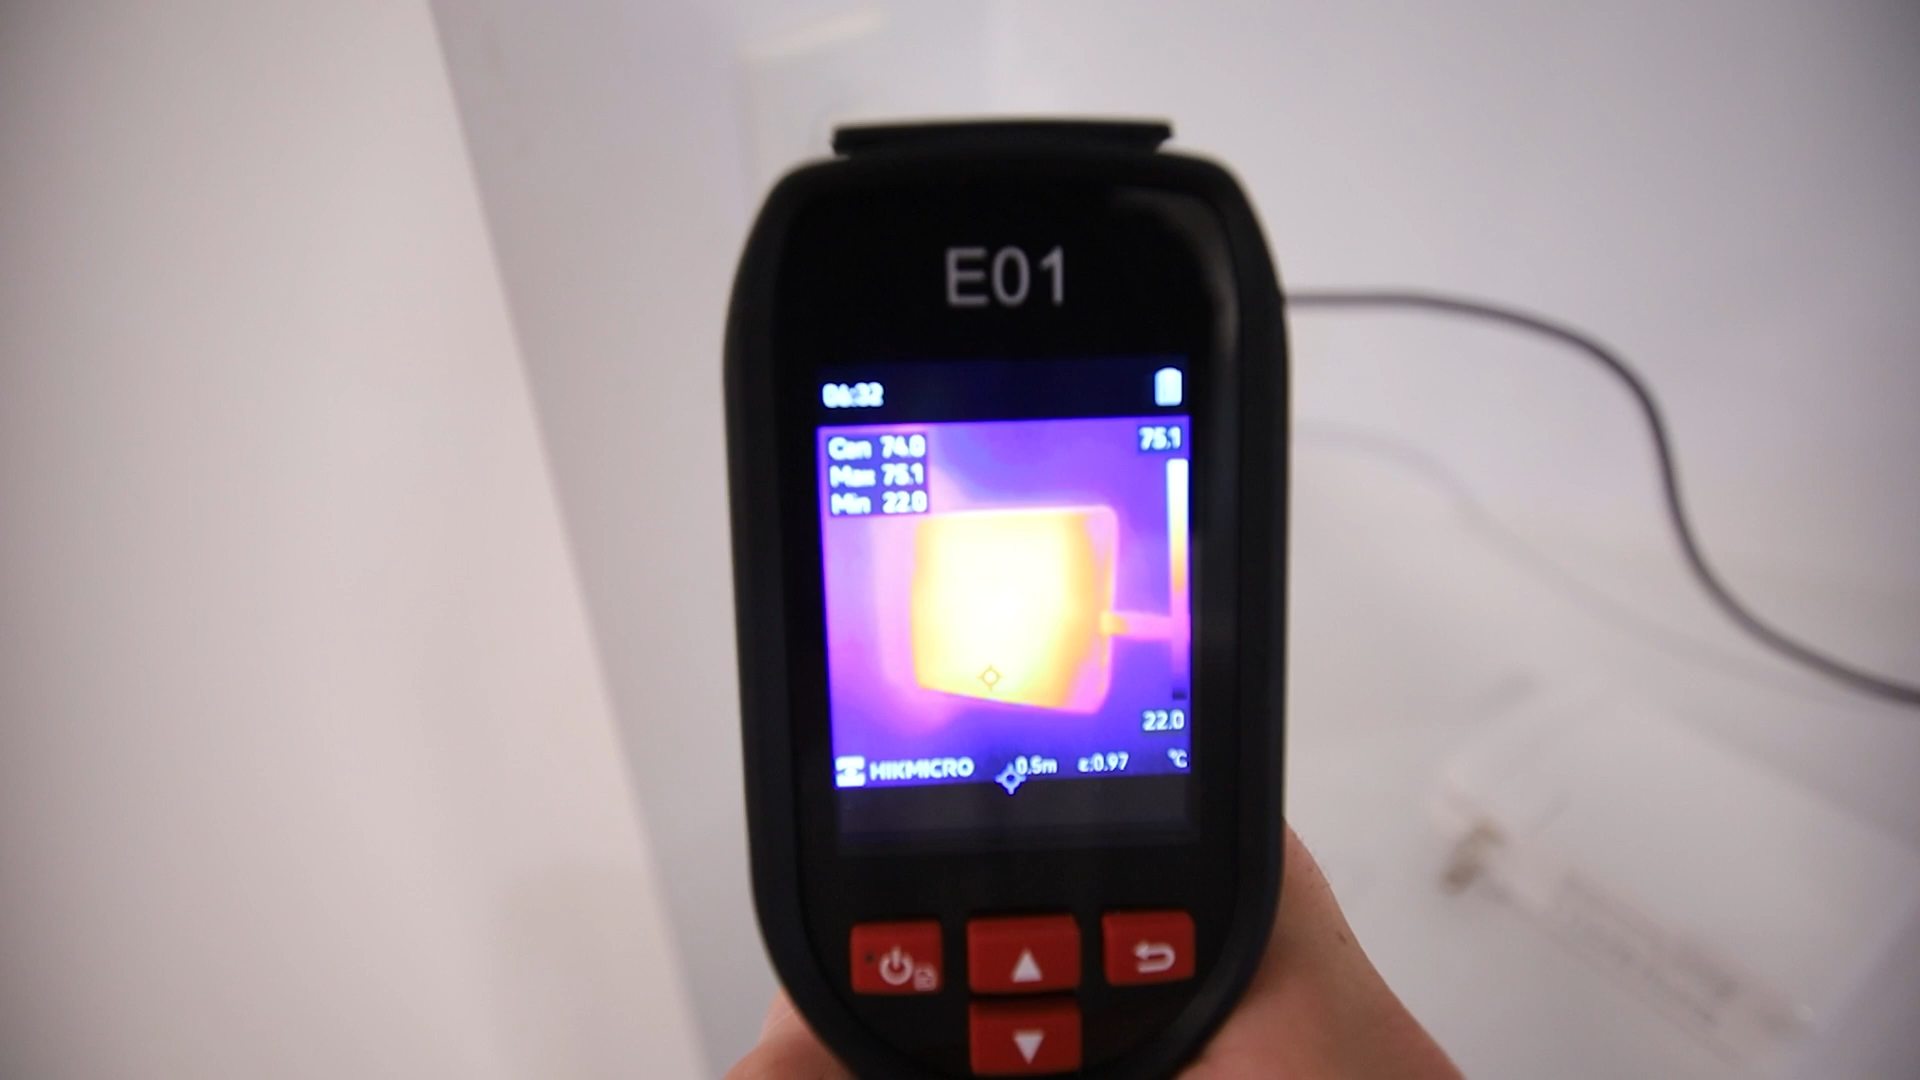 E01
06:32
75.1
Cen 74.0
Max 75.1
Min 22.0
22.0
HIKMICRO 0.5m ε:0.97 °C